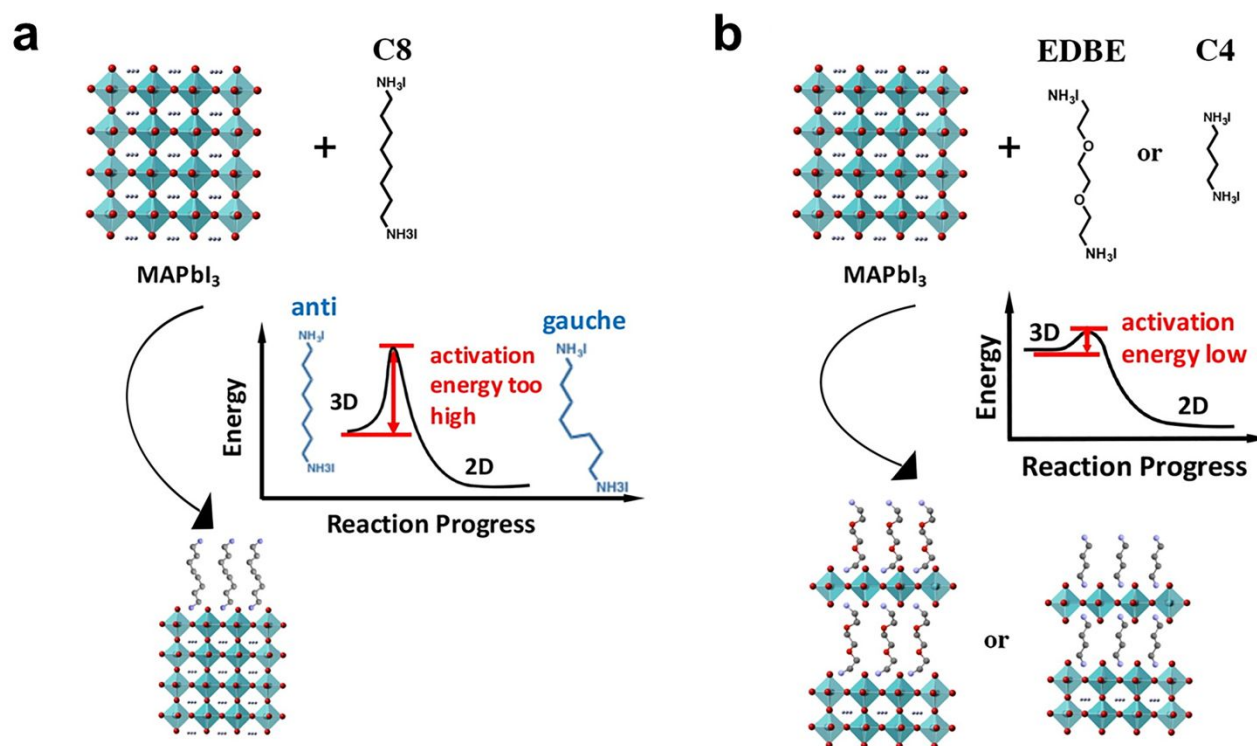 a
C8
NH₃I
+
NH3I
MAPbI₃
anti
NH₃I
NH3I
gauche
NH₃I
NH3I
3D
activation
energy too
high
2D
Energy
Reaction Progress
b
EDBE
C4
NH₃I
O
O
NH₃I
+
or
NH₃I
NH₃I
MAPbI₃
3D
activation
energy low
2D
Energy
Reaction Progress
or